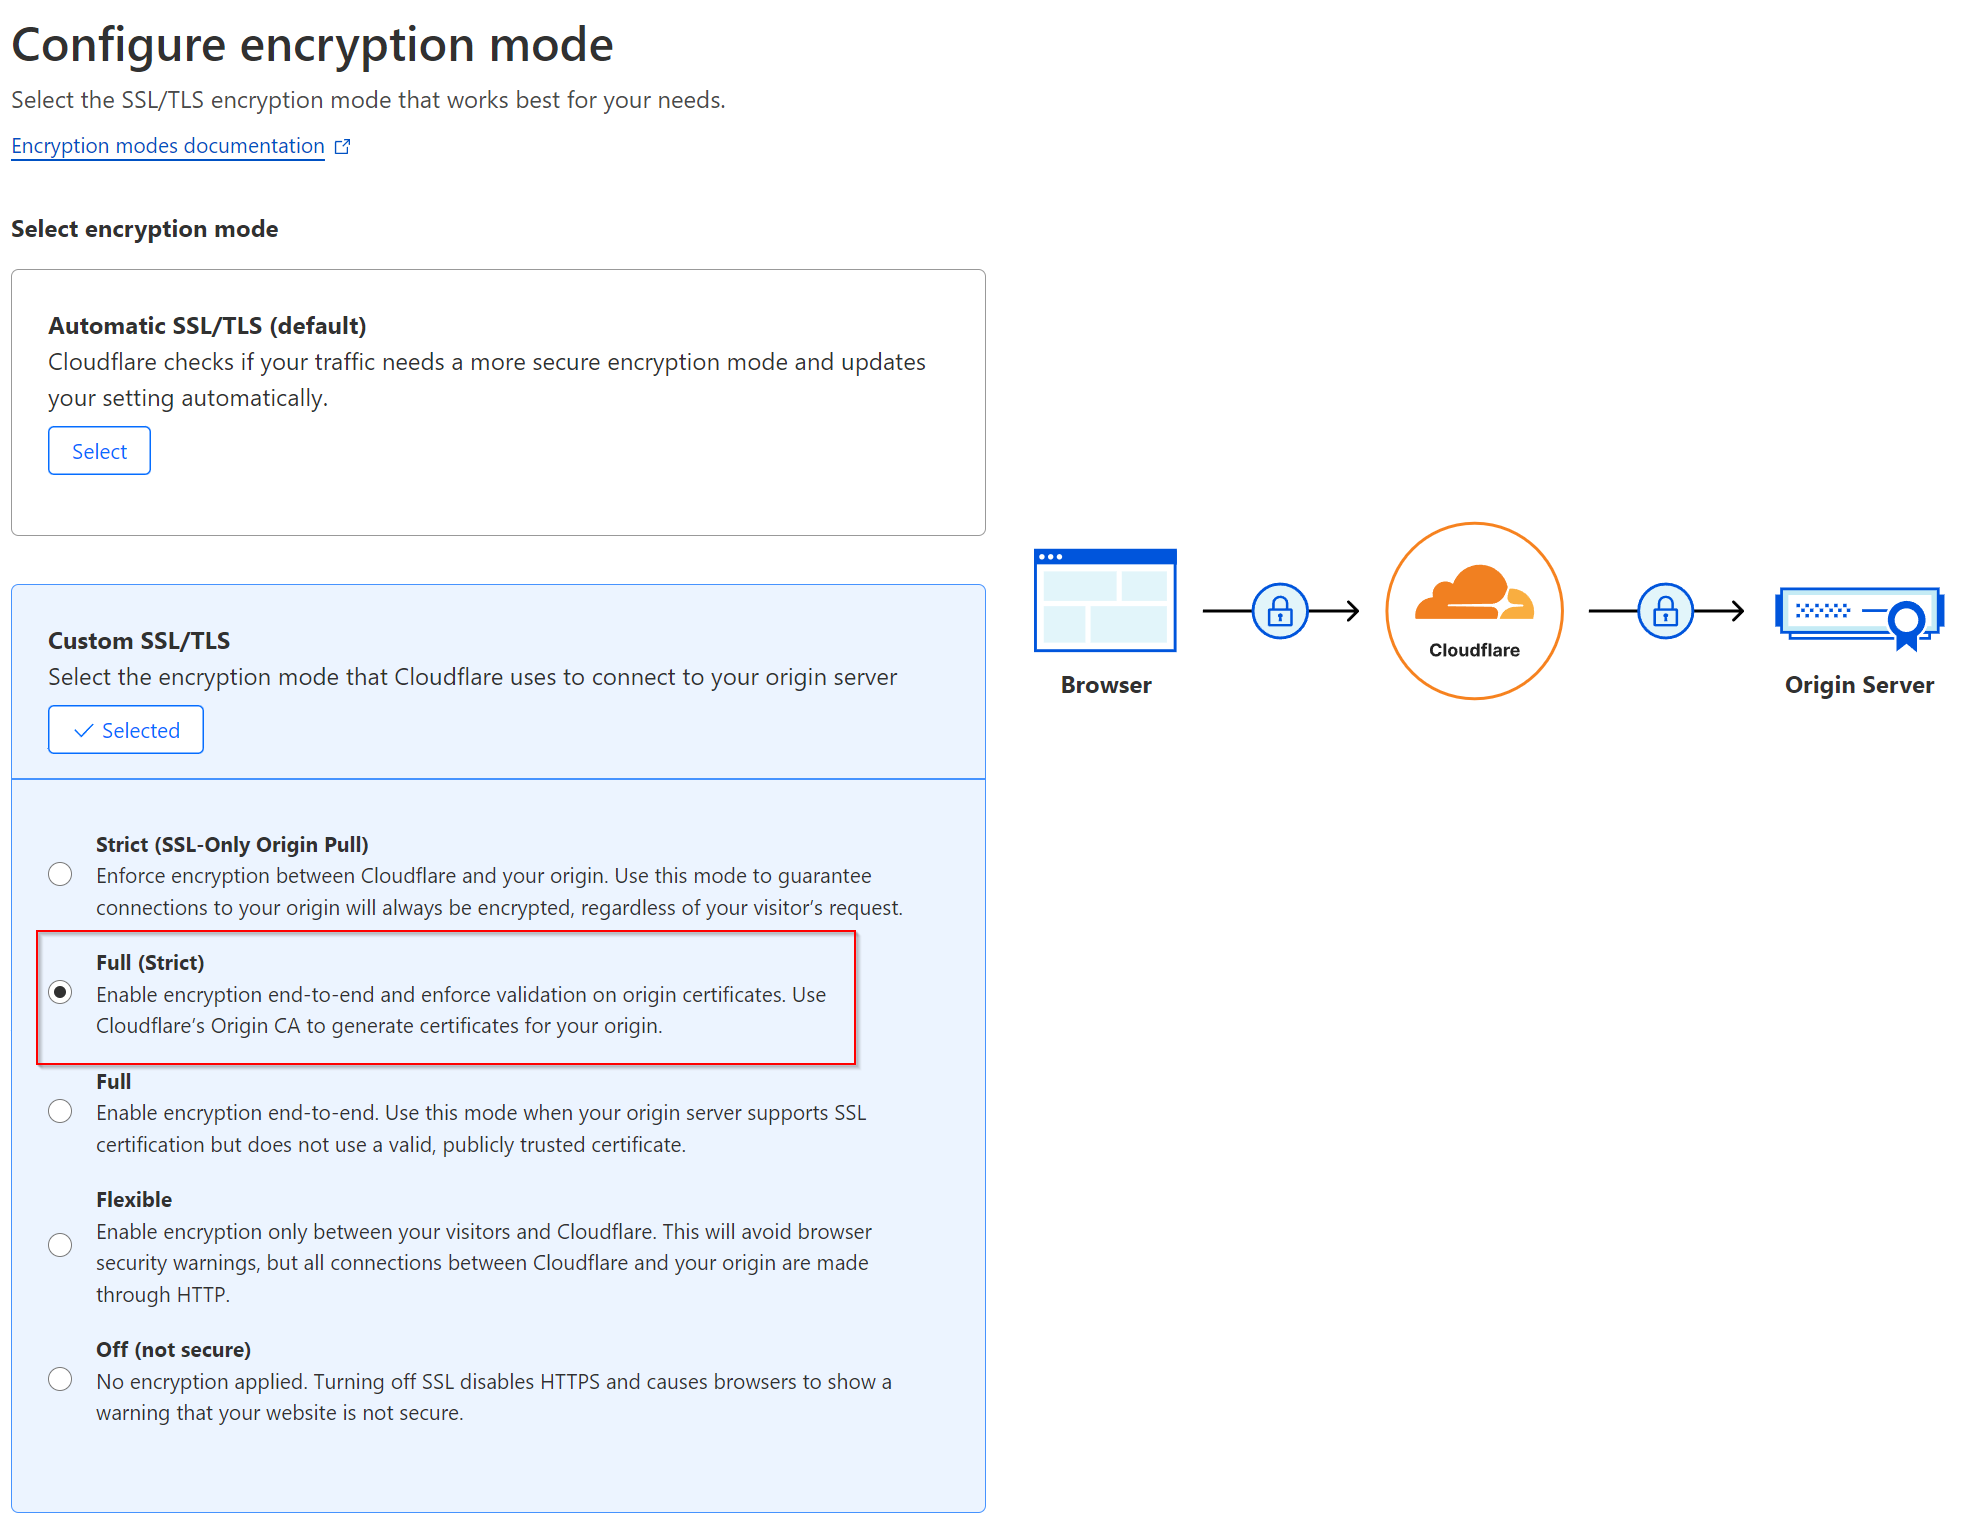 Configure encryption mode
Select the SSL/TLS encryption mode that works best for your needs.
Encryption modes documentation
Select encryption mode
Automatic SSL/TLS (default)
Cloudflare checks if your traffic needs a more secure encryption mode and updates
your setting automatically.
Select
Custom SSL/TLS
Select the encryption mode that Cloudflare uses to connect to your origin server
Selected
Strict (SSL-Only Origin Pull)
Enforce encryption between Cloudflare and your origin. Use this mode to guarantee
connections to your origin will always be encrypted, regardless of your visitor’s request.
Full (Strict)
Enable encryption end-to-end and enforce validation on origin certificates. Use
Cloudflare’s Origin CA to generate certificates for your origin.
Full
Enable encryption end-to-end. Use this mode when your origin server supports SSL
certification but does not use a valid, publicly trusted certificate.
Flexible
Enable encryption only between your visitors and Cloudflare. This will avoid browser
security warnings, but all connections between Cloudflare and your origin are made
through HTTP.
Off (not secure)
No encryption applied. Turning off SSL disables HTTPS and causes browsers to show a
warning that your website is not secure.
Browser
Cloudflare
Origin Server